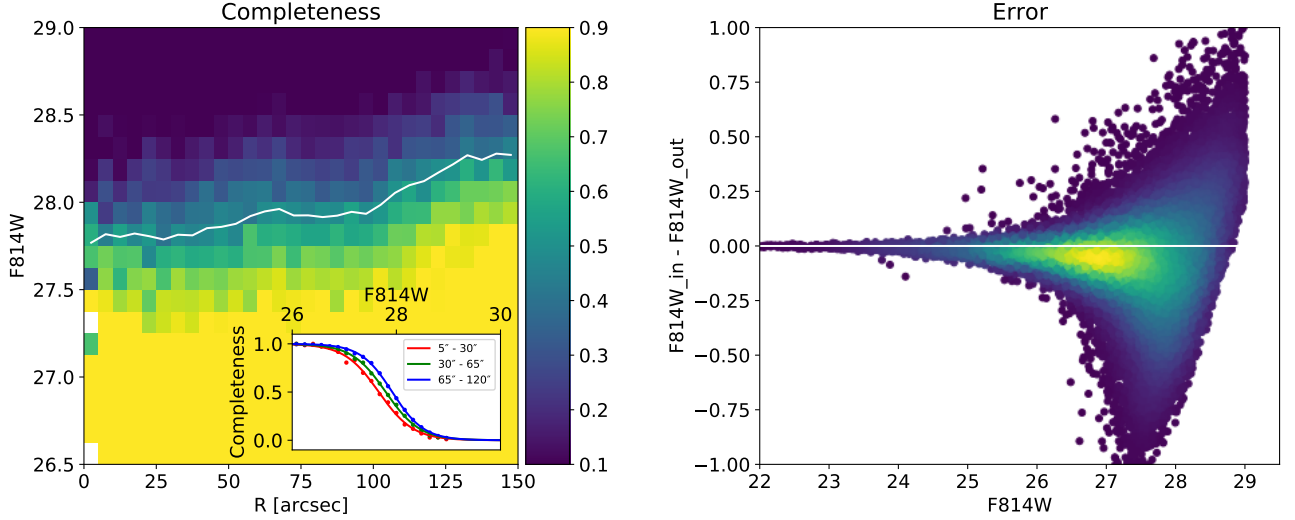 Completeness
F814W
29.0
28.5
28.0
27.5
27.0
26.5
0 25 50 75 100 125 150
R [arcsec]
0.9
0.8
0.7
0.6
0.5
0.4
0.3
0.2
0.1
F814W
26 28 30
Completeness
1.0
0.5
0.0
5″ - 30″
30″ - 65″
65″ - 120″
Error
F814W_in - F814W_out
1.00
0.75
0.50
0.25
0.00
−0.25
−0.50
−0.75
−1.00
22 23 24 25 26 27 28 29
F814W